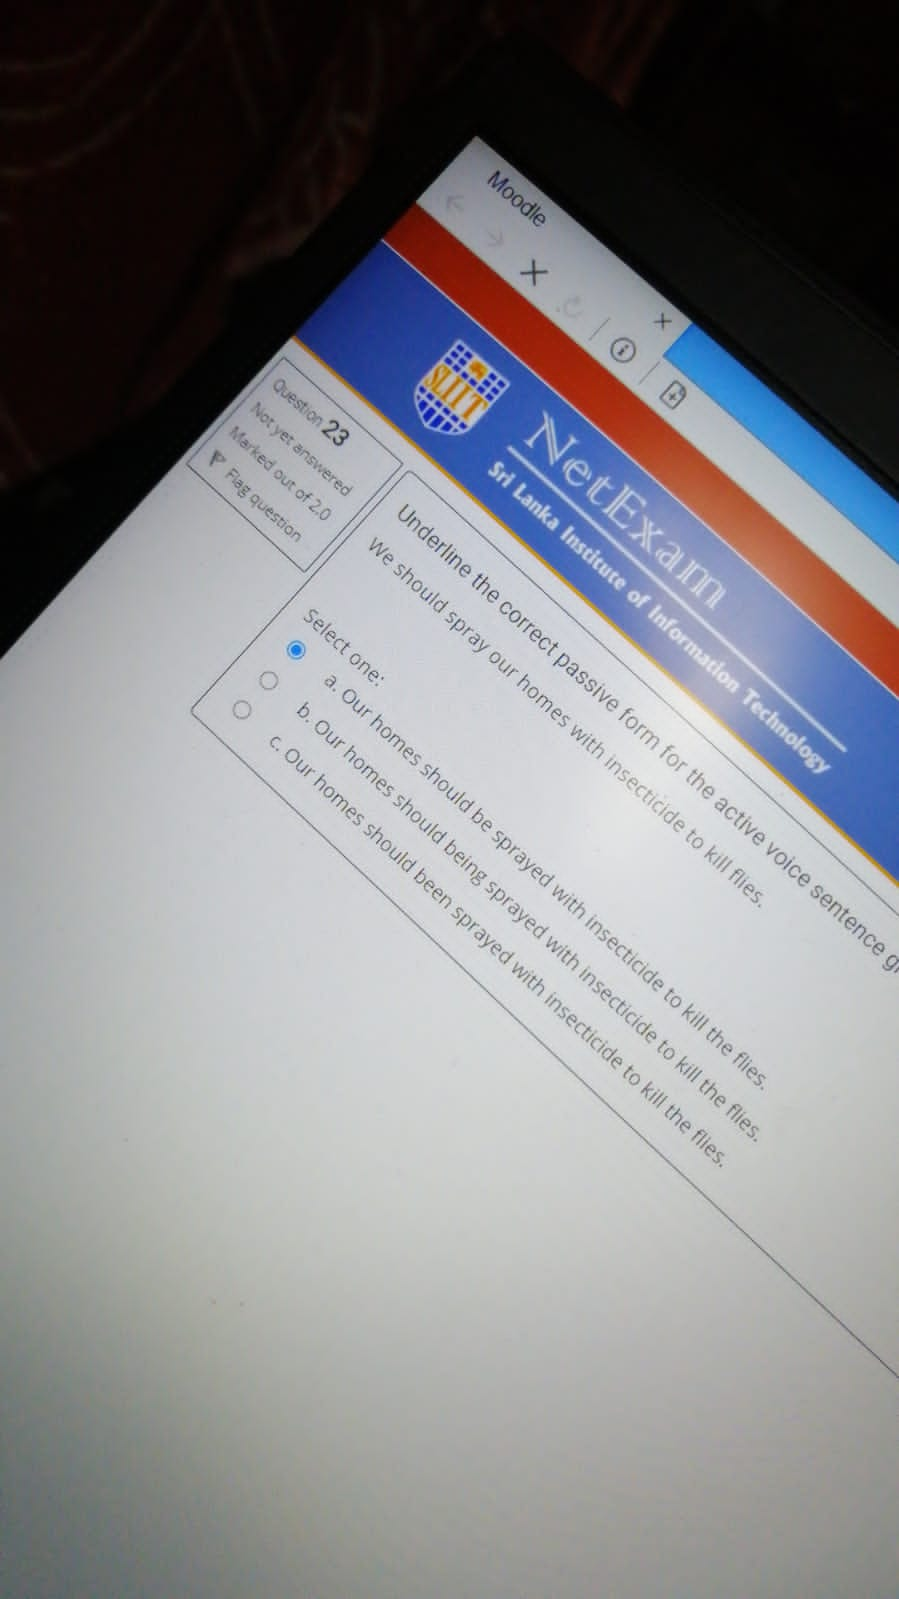 Moodle
SLIIT
NetExam
Sri Lanka Institute of Information Technology
Question 23
Not yet answered
Marked out of 2.0
Flag question
Underline the correct passive form for the active voice sentence
We should spray our homes with insecticide to kill flies.
Select one:
a. Our homes should be sprayed with insecticide to kill the flies.
b. Our homes should being sprayed with insecticide to kill the flies.
c. Our homes should been sprayed with insecticide to kill the flies.